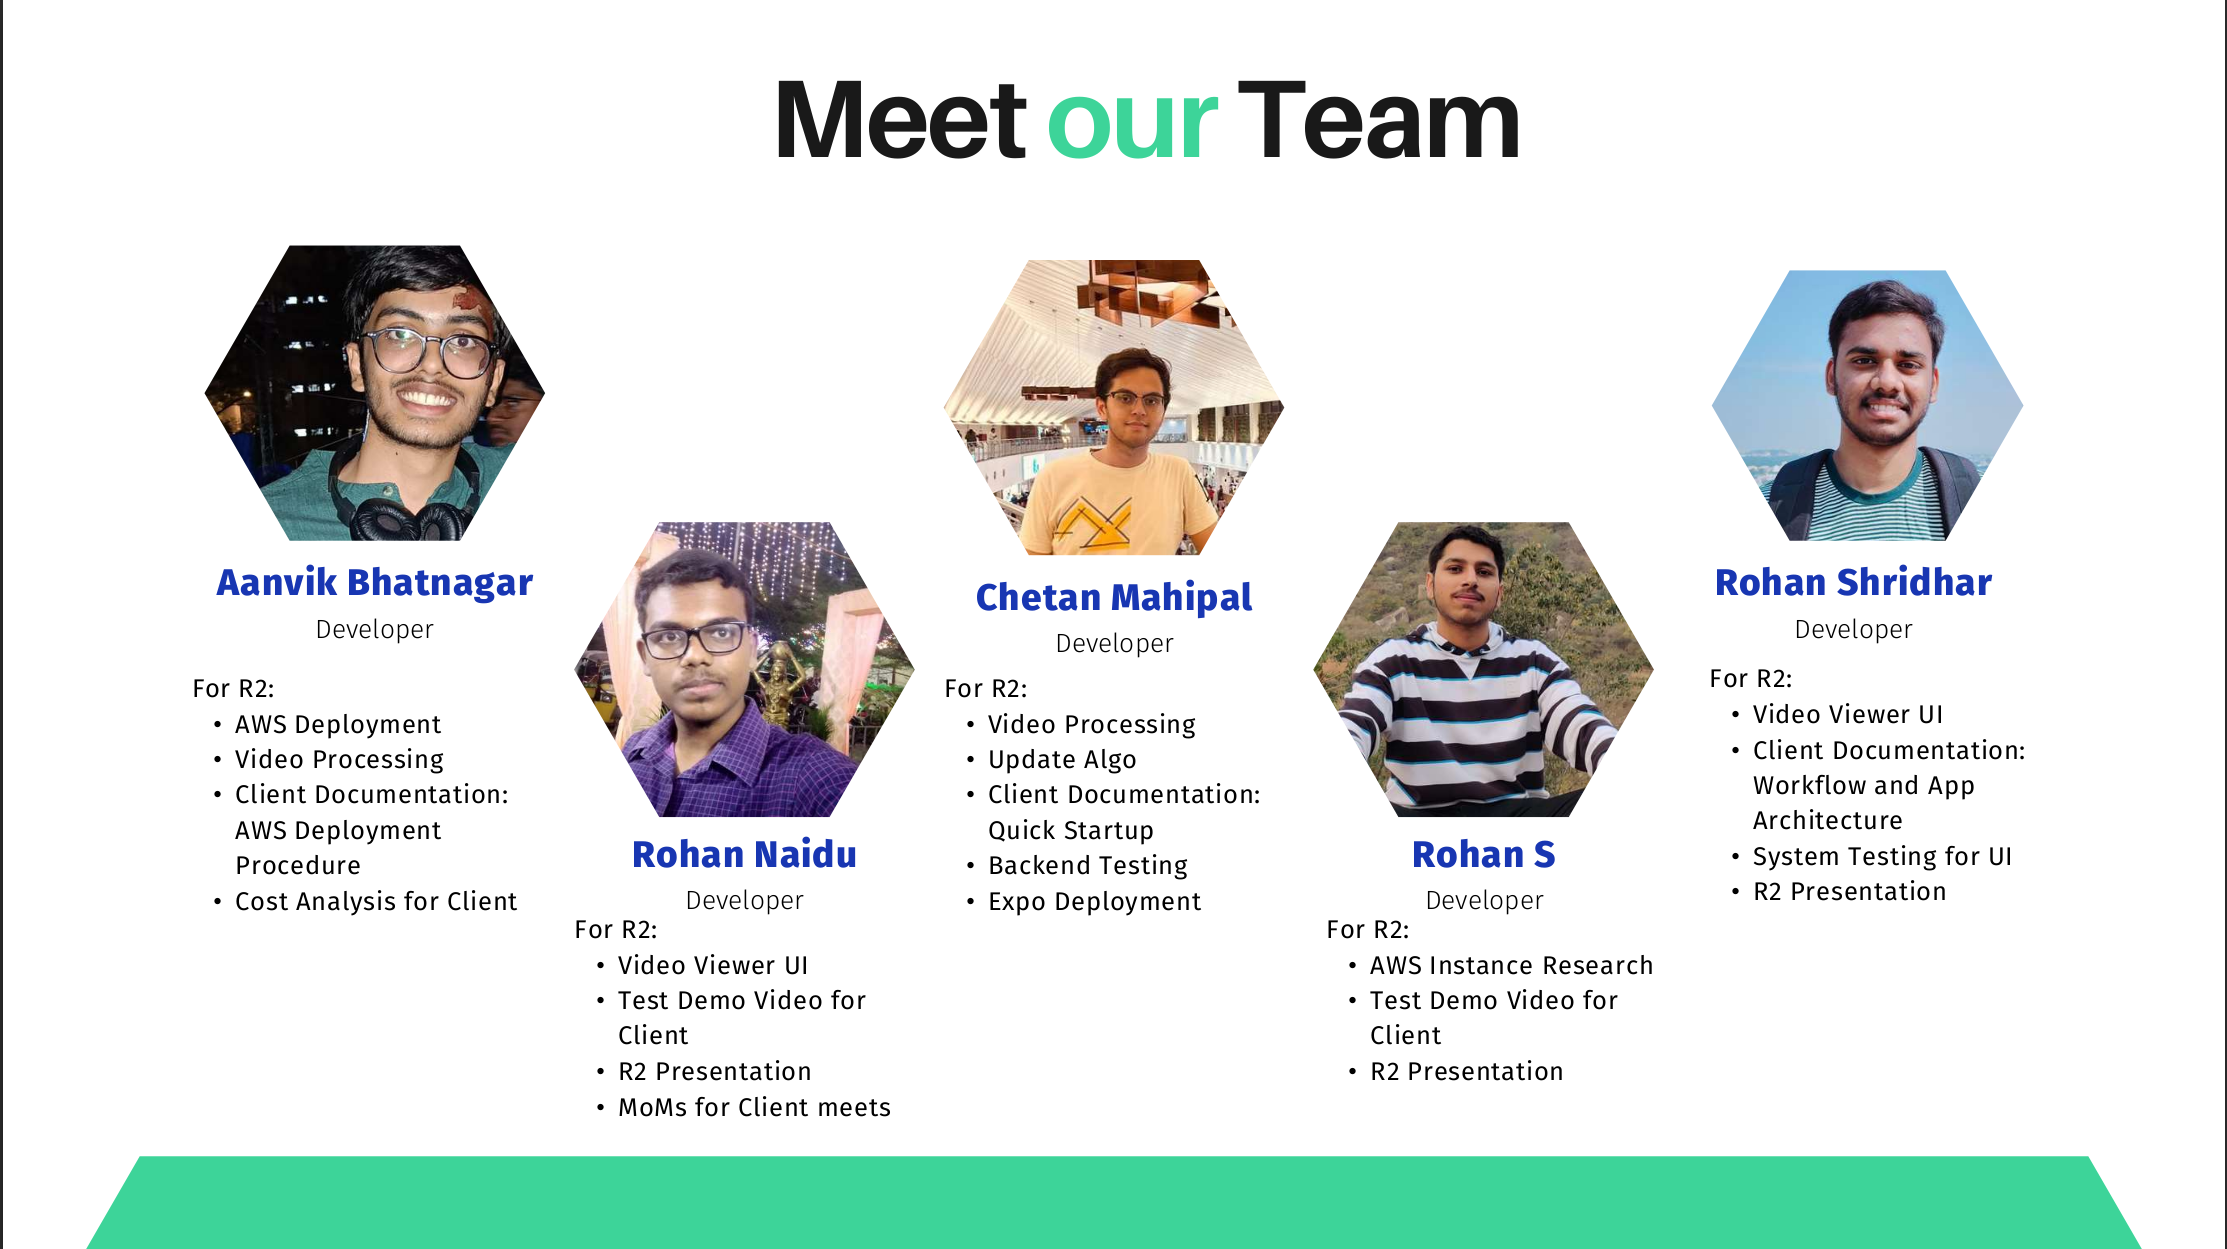 Meet our Team
Aanvik Bhatnagar
Developer
For R2:
• AWS Deployment
• Video Processing
• Client Documentation:
AWS Deployment
Procedure
• Cost Analysis for Client
Rohan Naidu
Developer
For R2:
• Video Viewer UI
• Test Demo Video for
Client
• R2 Presentation
• MoMs for Client meets
Chetan Mahipal
Developer
For R2:
• Video Processing
• Update Algo
• Client Documentation:
Quick Startup
• Backend Testing
• Expo Deployment
Rohan S
Developer
For R2:
• AWS Instance Research
• Test Demo Video for
Client
• R2 Presentation
Rohan Shridhar
Developer
For R2:
• Video Viewer UI
• Client Documentation:
Workflow and App
Architecture
• System Testing for UI
• R2 Presentation